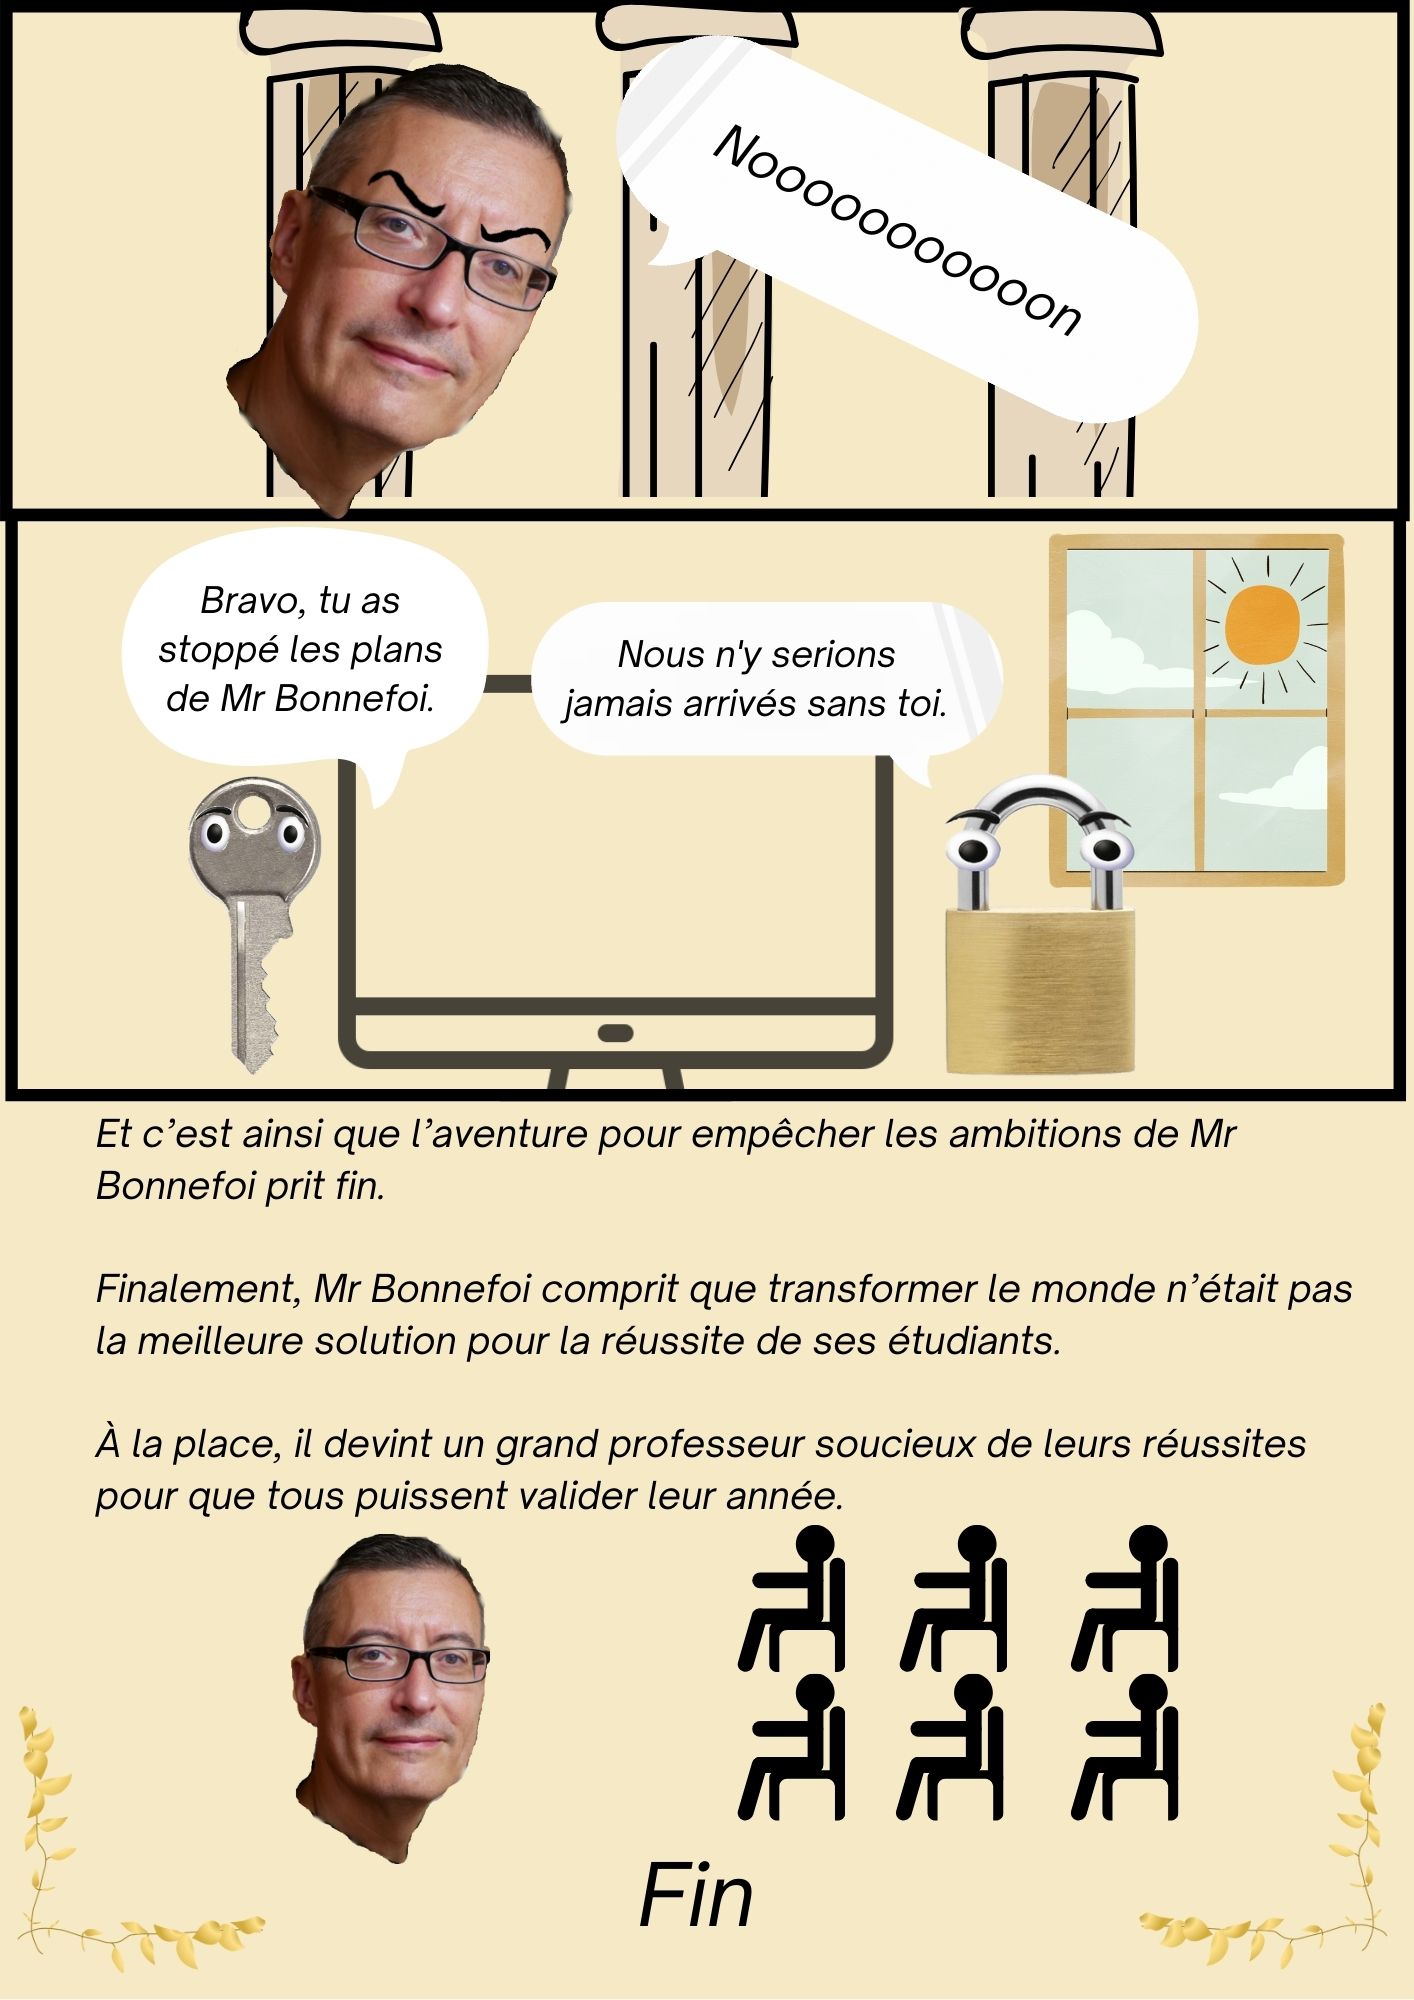 Nooooooooooon
Bravo, tu as
stoppé les plans
de Mr Bonnefoi.
Nous n'y serions
jamais arrivés sans toi.
Et c’est ainsi que l’aventure pour empêcher les ambitions de Mr
Bonnefoi prit fin.
Finalement, Mr Bonnefoi comprit que transformer le monde n’était pas
la meilleure solution pour la réussite de ses étudiants.
À la place, il devint un grand professeur soucieux de leurs réussites
pour que tous puissent valider leur année.
Fin